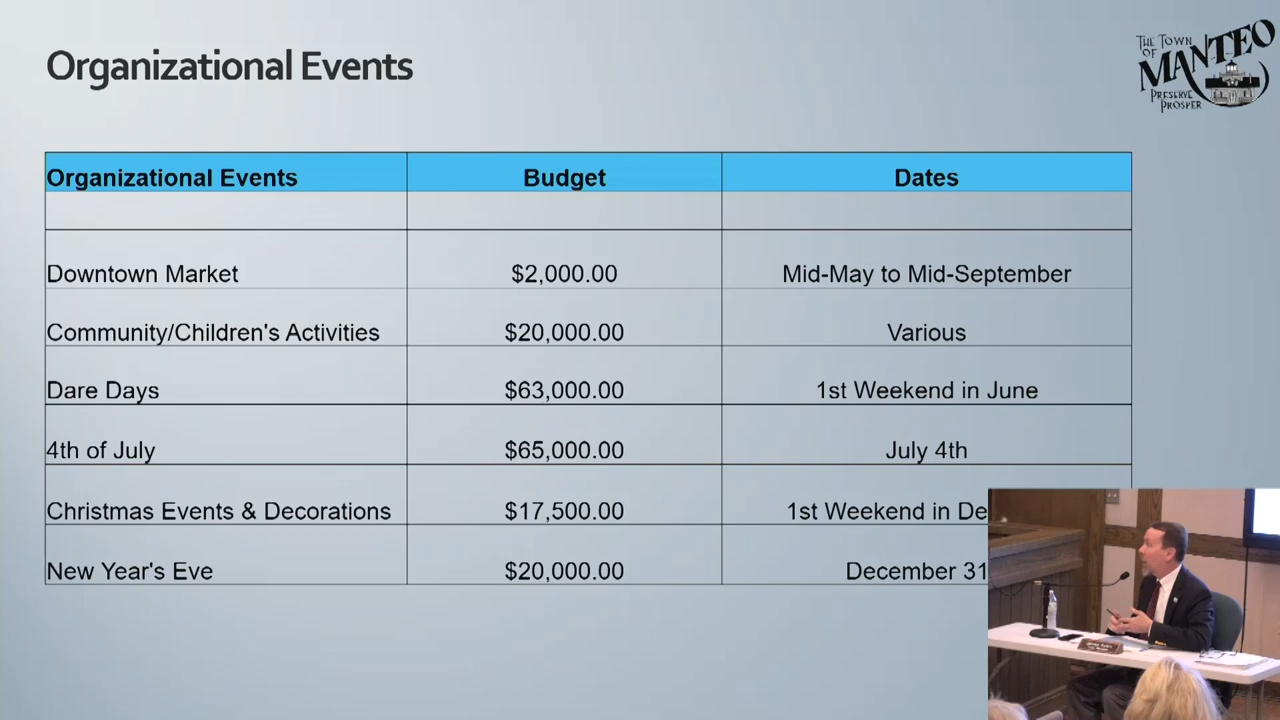 Organizational Events
THE TOWN
OF
MANTEO
PRESERVE
PROSPER
Organizational Events Budget Dates
Downtown Market $2,000.00 Mid-May to Mid-September
Community/Children's Activities $20,000.00 Various
Dare Days $63,000.00 1st Weekend in June
4th of July $65,000.00 July 4th
Christmas Events & Decorations $17,500.00 1st Weekend in De
New Year's Eve $20,000.00 December 31